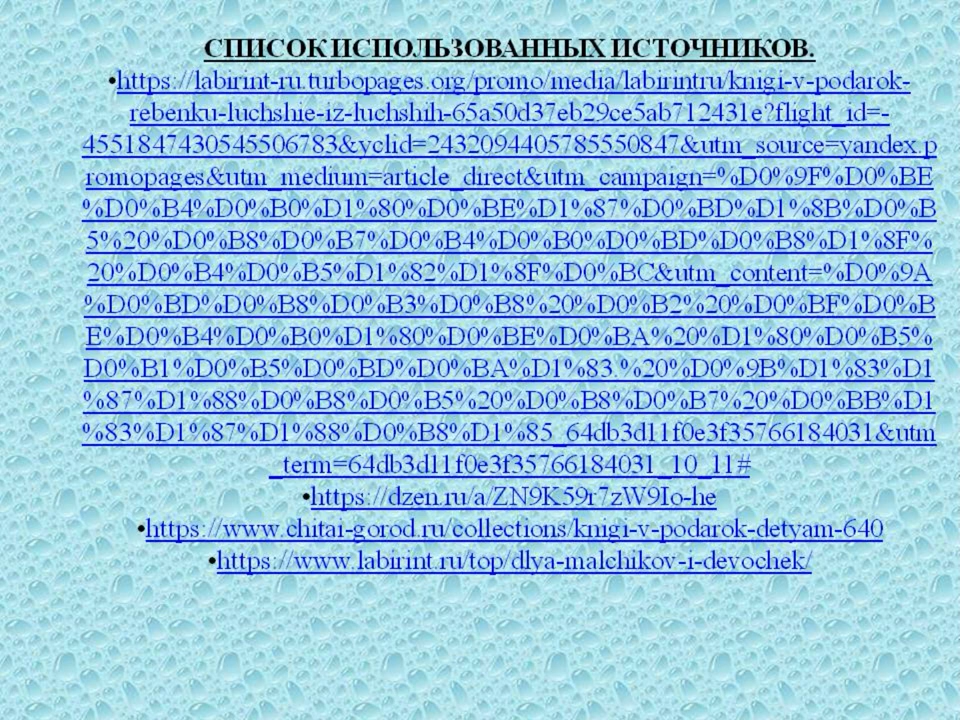 СПИСОК ИСПОЛЬЗОВАННЫХ ИСТОЧНИКОВ.
•https://labirint-ru.turbopages.org/promo/media/labirintru/knigi-v-podarok-
rebenku-luchshie-iz-luchshih-65a50d37eb29ce5ab712431e?flight_id=-
4551847430545506783&yclid=2432094405785550847&utm_source=yandex.p
romopages&utm_medium=article_direct&utm_campaign=%D0%9F%D0%BE
%D0%B4%D0%B0%D1%80%D0%BE%D1%87%D0%BD%D1%8B%D0%B
5%20%D0%B8%D0%B7%D0%B4%D0%B0%D0%BD%D0%B8%D1%8F%
20%D0%B4%D0%B5%D1%82%D1%8F%D0%BC&utm_content=%D0%9A
%D0%BD%D0%B8%D0%B3%D0%B8%20%D0%B2%20%D0%BF%D0%B
E%D0%B4%D0%B0%D1%80%D0%BE%D0%BA%20%D1%80%D0%B5%
D0%B1%D0%B5%D0%BD%D0%BA%D1%83.%20%D0%9B%D1%83%D1
%87%D1%88%D0%B8%D0%B5%20%D0%B8%D0%B7%20%D0%BB%D1
%83%D1%87%D1%88%D0%B8%D1%85_64db3d11f0e3f35766184031&utm
_term=64db3d11f0e3f35766184031_10_11#
•https://dzen.ru/a/ZN9K59r7zW9Io-he
•https://www.chitai-gorod.ru/collections/knigi-v-podarok-detyam-640
•https://www.labirint.ru/top/dlya-malchikov-i-devochek/